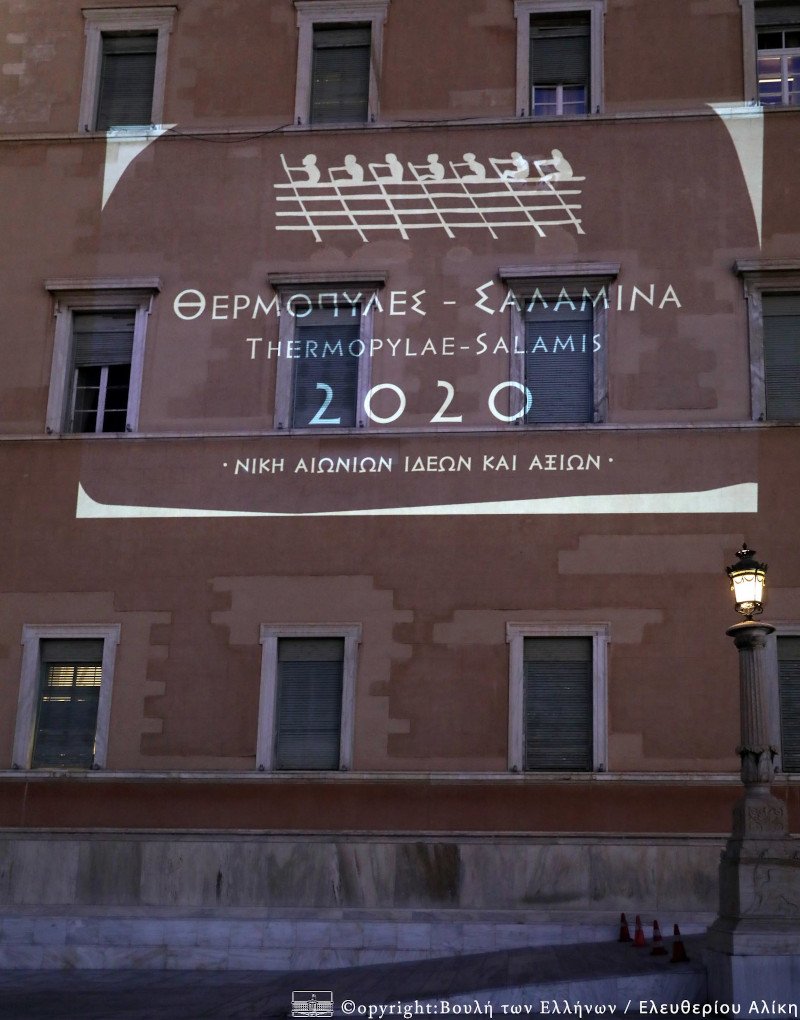 ΘΕΡΜΟΠΥΛΕΣ - ΣΑΛΑΜΙΝΑ
THERMOPYLAE-SALAMIS
2020
· ΝΙΚΗ ΑΙΩΝΙΩΝ ΙΔΕΩΝ ΚΑΙ ΑΞΙΩΝ ·
©opyright:Βουλή των Ελλήνων / Ελευθερίου Αλίκη